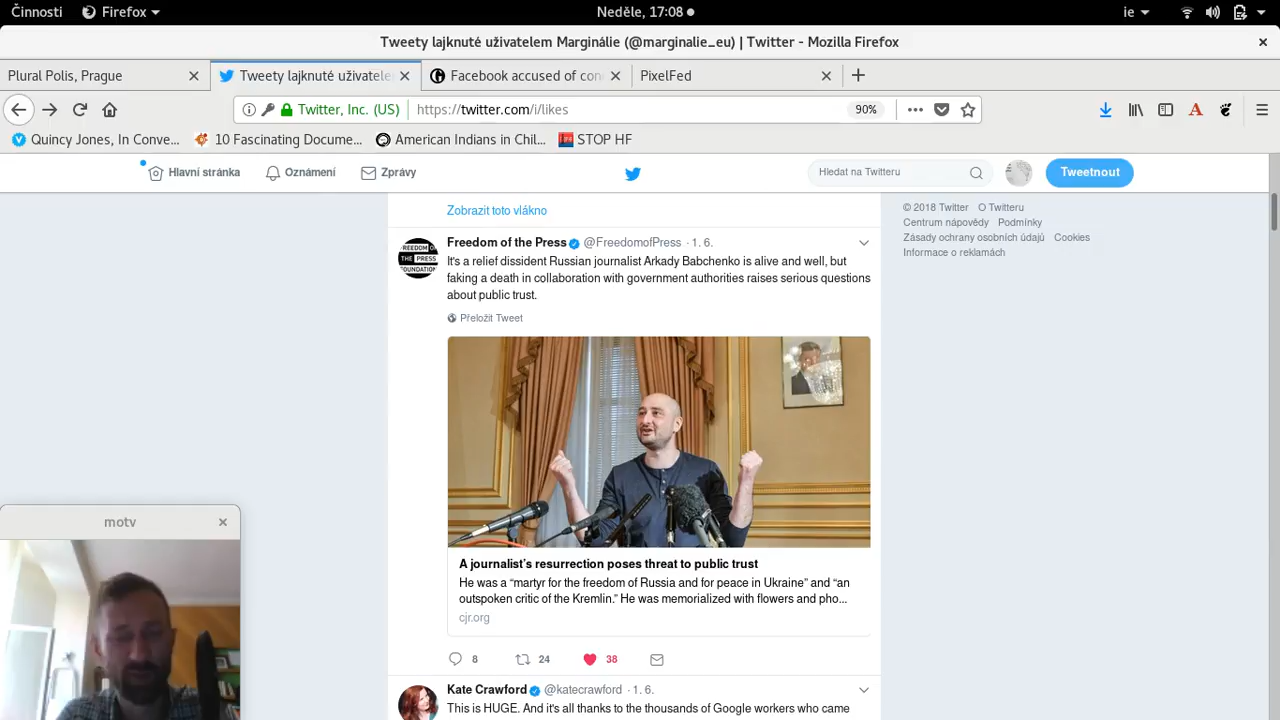 Činnosti
Firefox
Neděle, 17:08
ie
Tweety lajknuté uživatelem Marginálie (@marginalie_eu) | Twitter - Mozilla Firefox
Plural Polis, Prague
Tweety lajknuté uživatele
Facebook accused of con
PixelFed
Twitter, Inc. (US)
https://twitter.com/i/likes
90%
Quincy Jones, In Conve...
10 Fascinating Docume...
American Indians in Chil...
STOP HF
Hlavní stránka
Oznámení
Zprávy
Hledat na Twitteru
Tweetnout
Zobrazit toto vlákno
© 2018 Twitter O Twitteru
Centrum nápovědy Podmínky
Zásady ochrany osobních údajů Cookies
Informace o reklamách
FREEDOM OF
THE PRESS
FOUNDATION
Freedom of the Press @FreedomofPress · 1. 6.
It's a relief dissident Russian journalist Arkady Babchenko is alive and well, but
faking a death in collaboration with government authorities raises serious questions
about public trust.
Přeložit Tweet
A journalist's resurrection poses threat to public trust
He was a “martyr for the freedom of Russia and for peace in Ukraine” and “an
outspoken critic of the Kremlin.” He was memorialized with flowers and pho...
cjr.org
8
24
38
Kate Crawford @katecrawford · 1. 6.
This is HUGE. And it's all thanks to the thousands of Google workers who came
motv